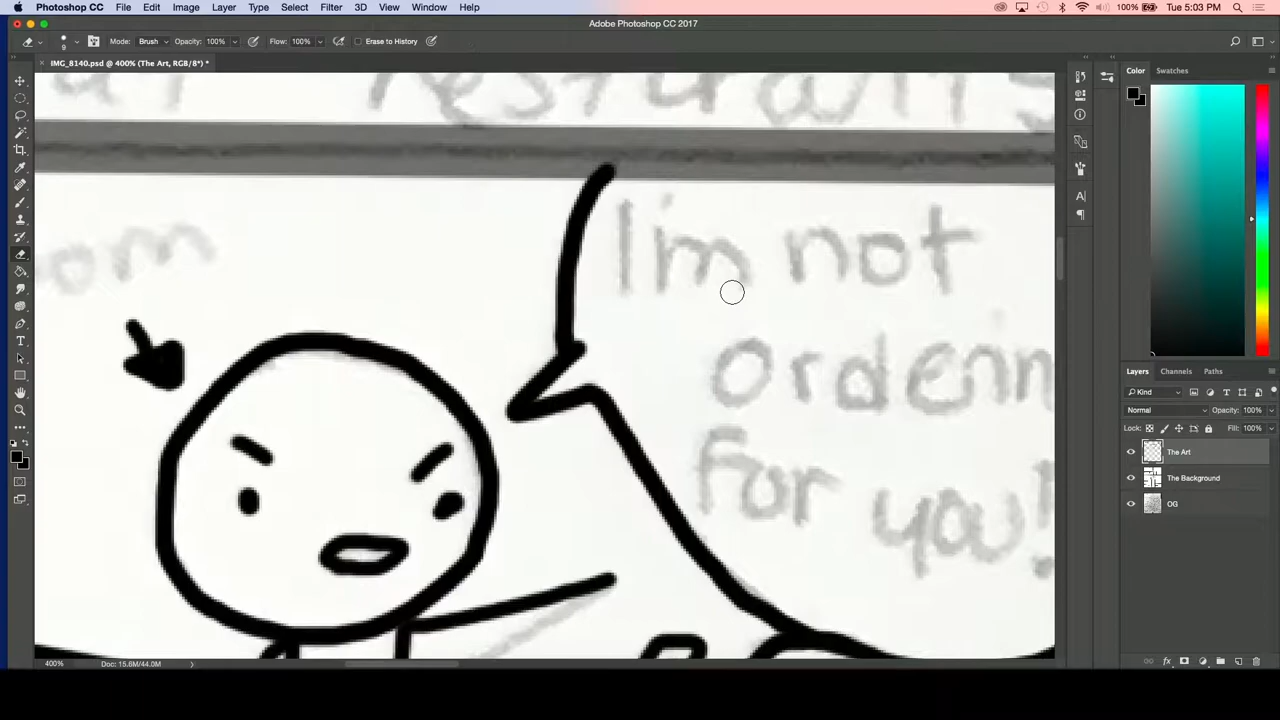 Photoshop CC File Edit Image Layer Type Select Filter 3D View Window Help 100% Tue 5:03 PM
Adobe Photoshop CC 2017
9 Mode: Brush Opacity: 100% Flow: 100% Erase to History
IMG_8140.psd @ 400% (The Art, RGB/8*) *
Color Swatches
I'm not
om
ordenn
for you!
Layers Channels Paths
Kind
Normal Opacity: 100%
Lock: Fill: 100%
The Art
The Background
OG
400% Doc: 15.6M/44.0M